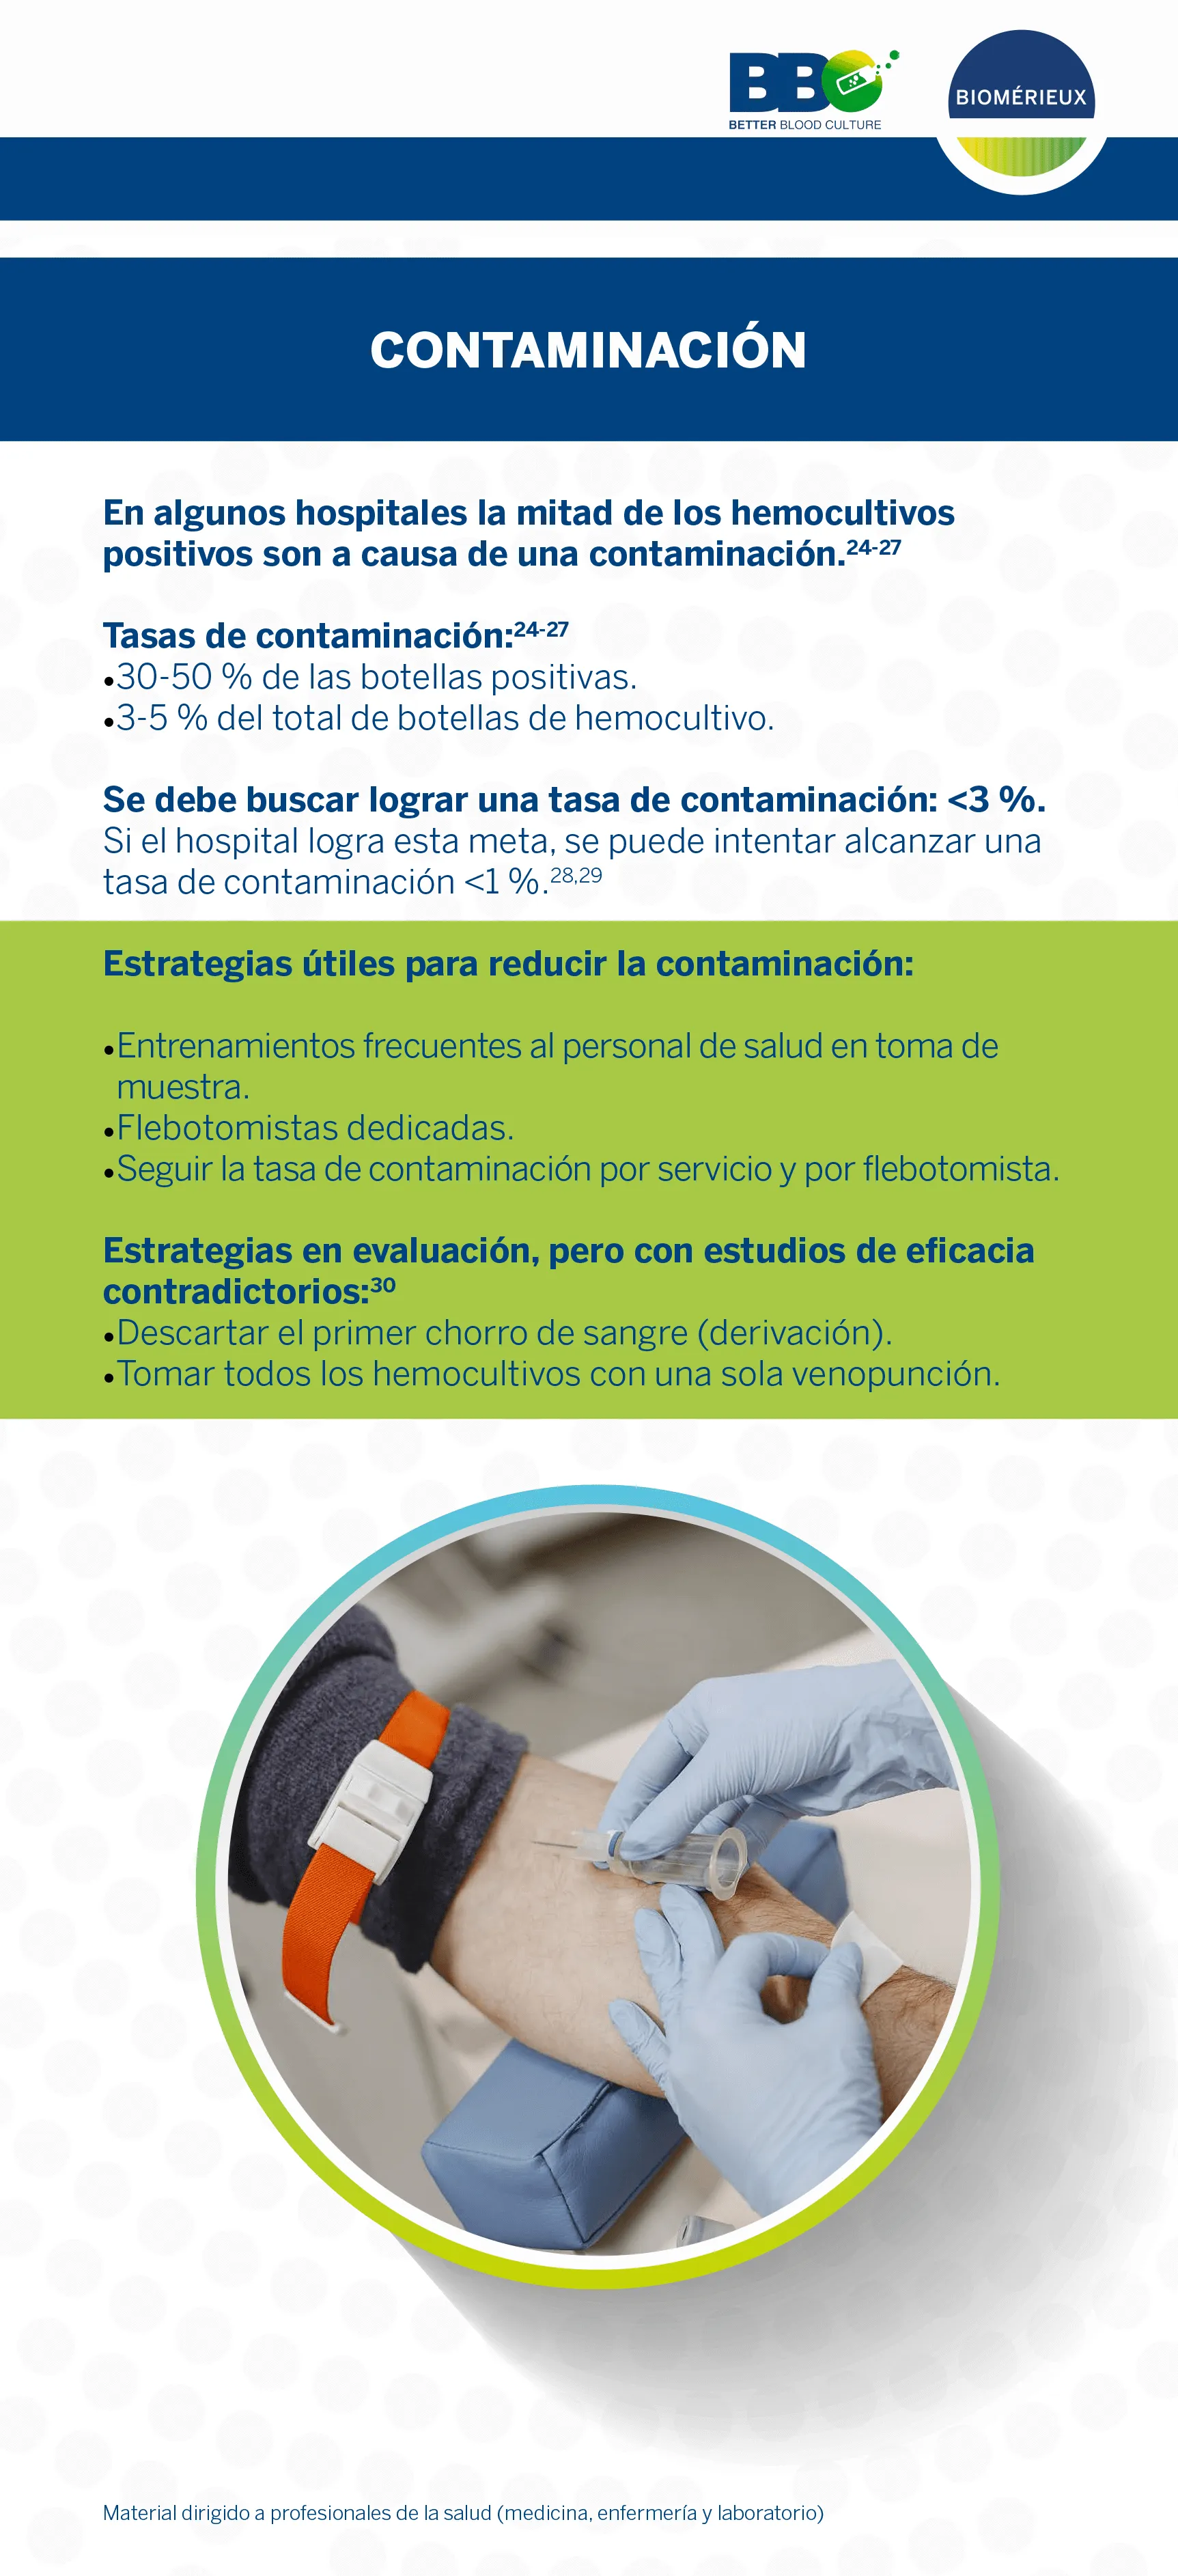 BBC
BETTER BLOOD CULTURE
BIOMÉRIEUX
CONTAMINACIÓN
En algunos hospitales la mitad de los hemocultivos
positivos son a causa de una contaminación.24-27
Tasas de contaminación:24-27
•30-50 % de las botellas positivas.
•3-5 % del total de botellas de hemocultivo.
Se debe buscar lograr una tasa de contaminación: <3 %.
Si el hospital logra esta meta, se puede intentar alcanzar una
tasa de contaminación <1 %.28,29
Estrategias útiles para reducir la contaminación:
•Entrenamientos frecuentes al personal de salud en toma de
muestra.
•Flebotomistas dedicadas.
•Seguir la tasa de contaminación por servicio y por flebotomista.
Estrategias en evaluación, pero con estudios de eficacia
contradictorios:30
•Descartar el primer chorro de sangre (derivación).
•Tomar todos los hemocultivos con una sola venopunción.
Material dirigido a profesionales de la salud (medicina, enfermería y laboratorio)